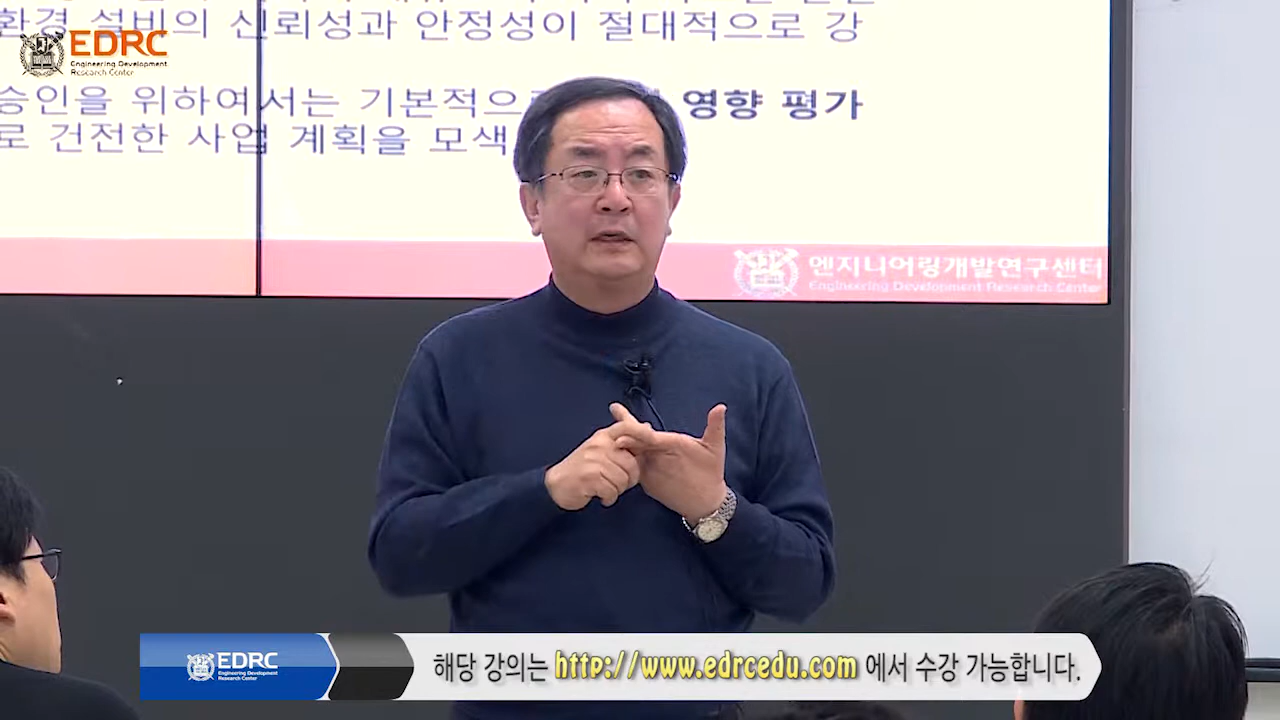 환경 설비의 신뢰성과 안정성이 절대적으로 강
EDRC
Engineering Development
Research Center
승인을 위하여서는 기본적으 영향 평가
로 건전한 사업 계획을 모색
엔지니어링개발연구센터
Engineering Development Research Center
EDRC
Engineering Development
Research Center
해당 강의는 http://www.edrcedu.com 에서 수강 가능합니다.